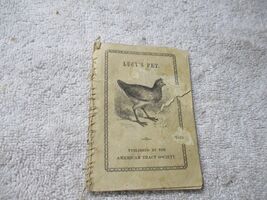 LUCY'S PET.
PUBLISHED BY THE
AMERICAN TRACT SOCIETY